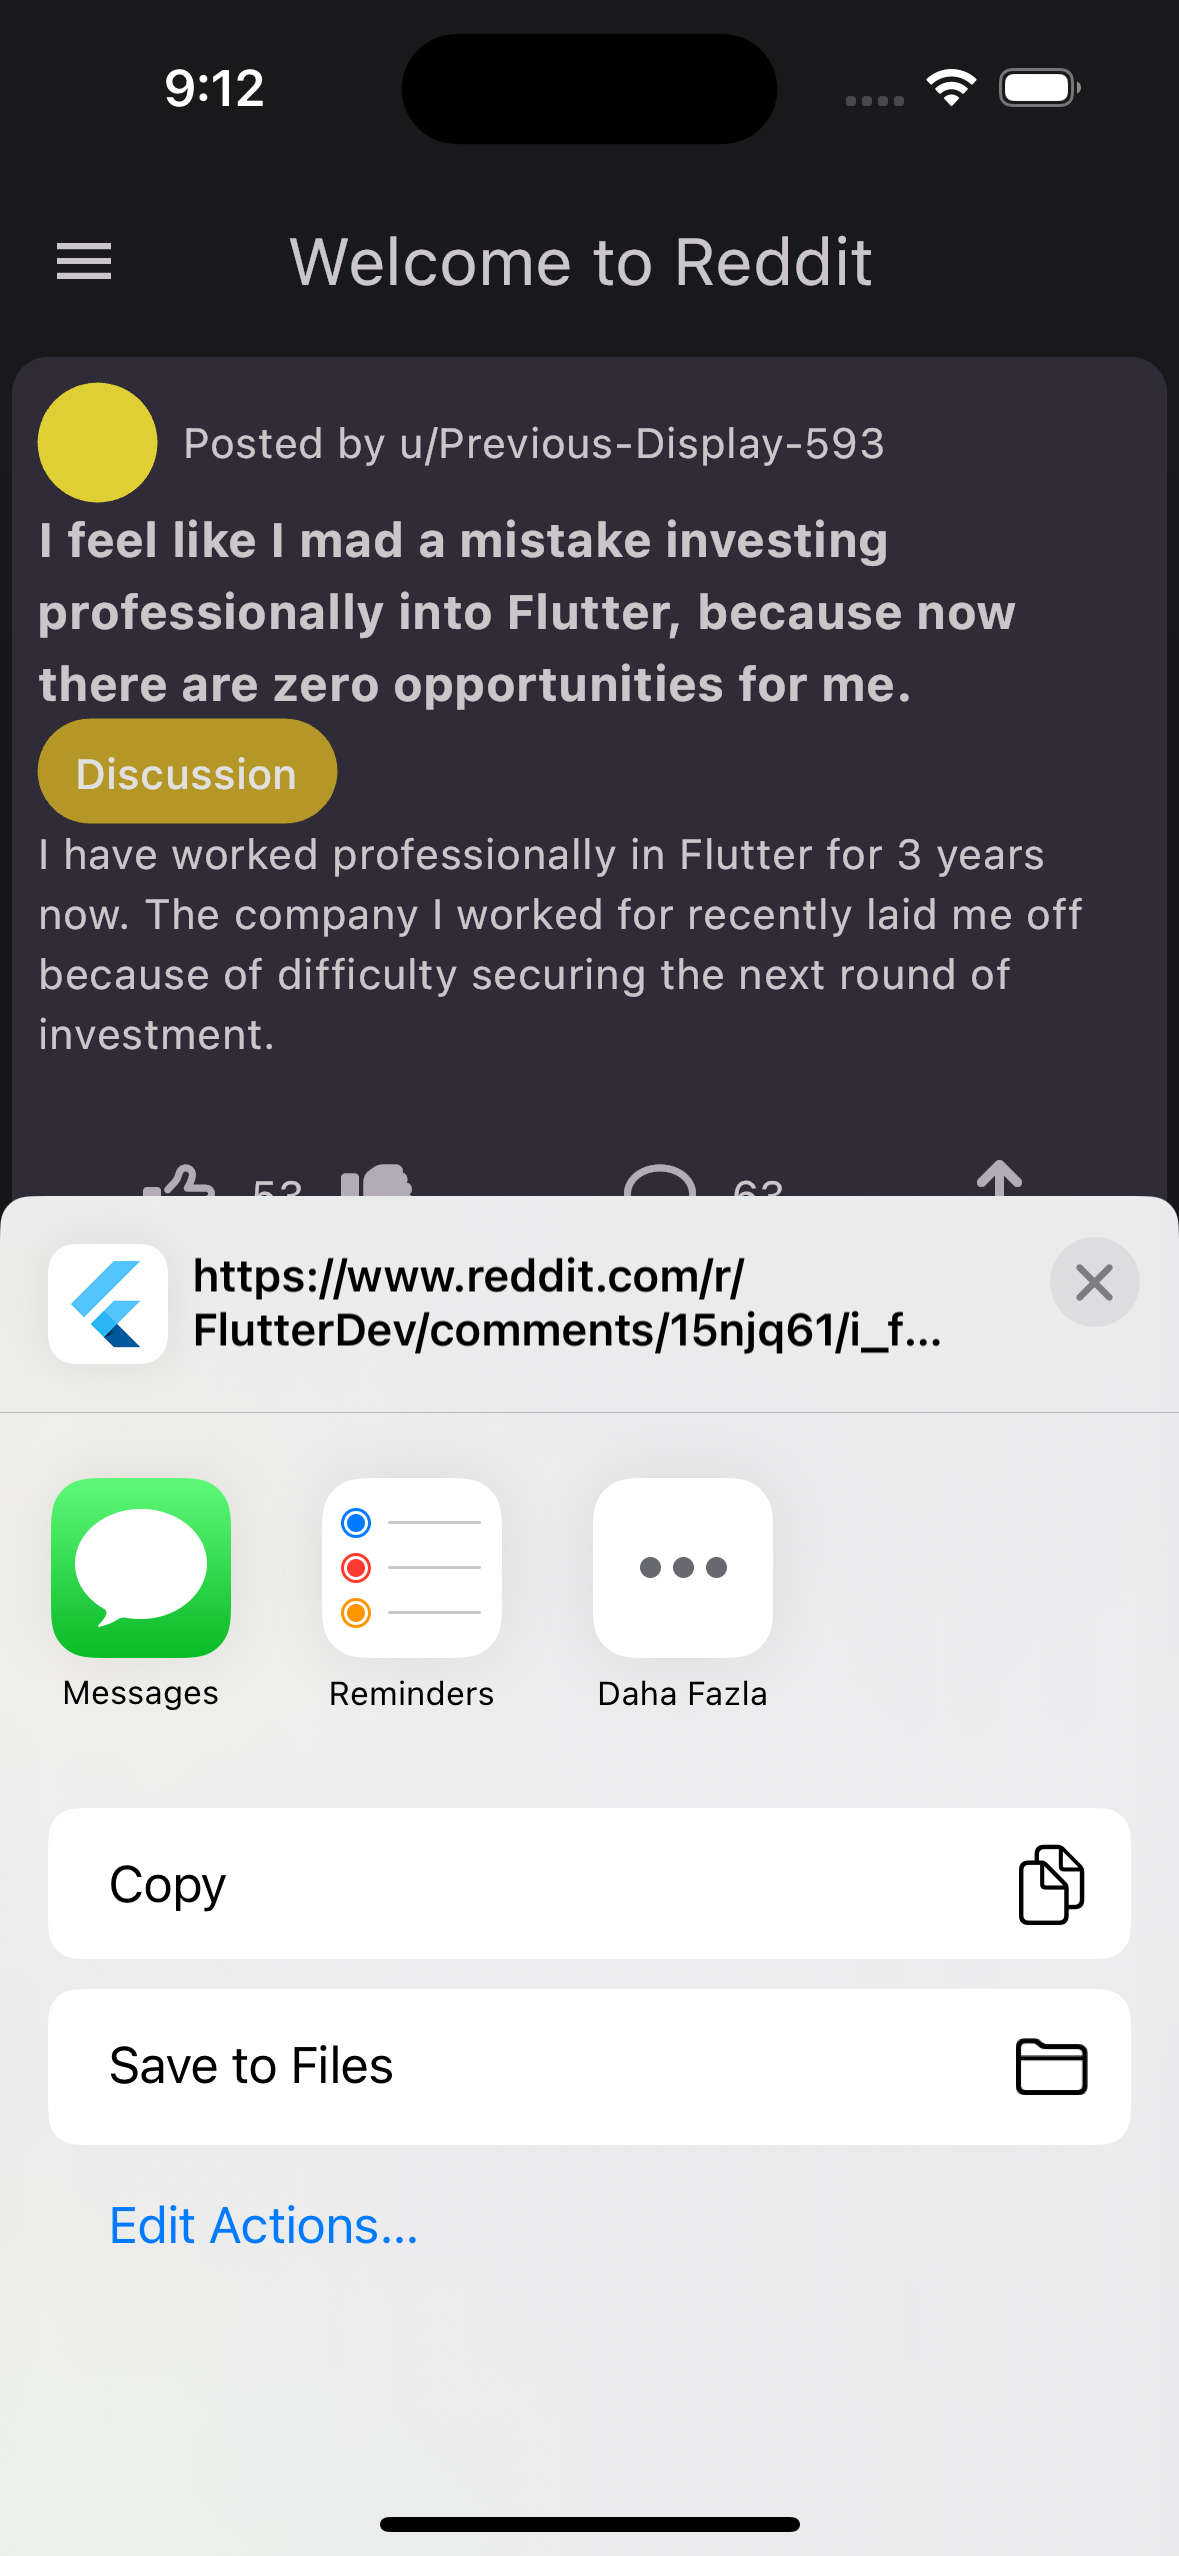 9:12
Welcome to Reddit
Posted by u/Previous-Display-593
I feel like I mad a mistake investing
professionally into Flutter, because now
there are zero opportunities for me.
Discussion
I have worked professionally in Flutter for 3 years
now. The company I worked for recently laid me off
because of difficulty securing the next round of
investment.
53 63
https://www.reddit.com/r/
FlutterDev/comments/15njq61/i_f...
Messages Reminders Daha Fazla
Copy
Save to Files
Edit Actions...